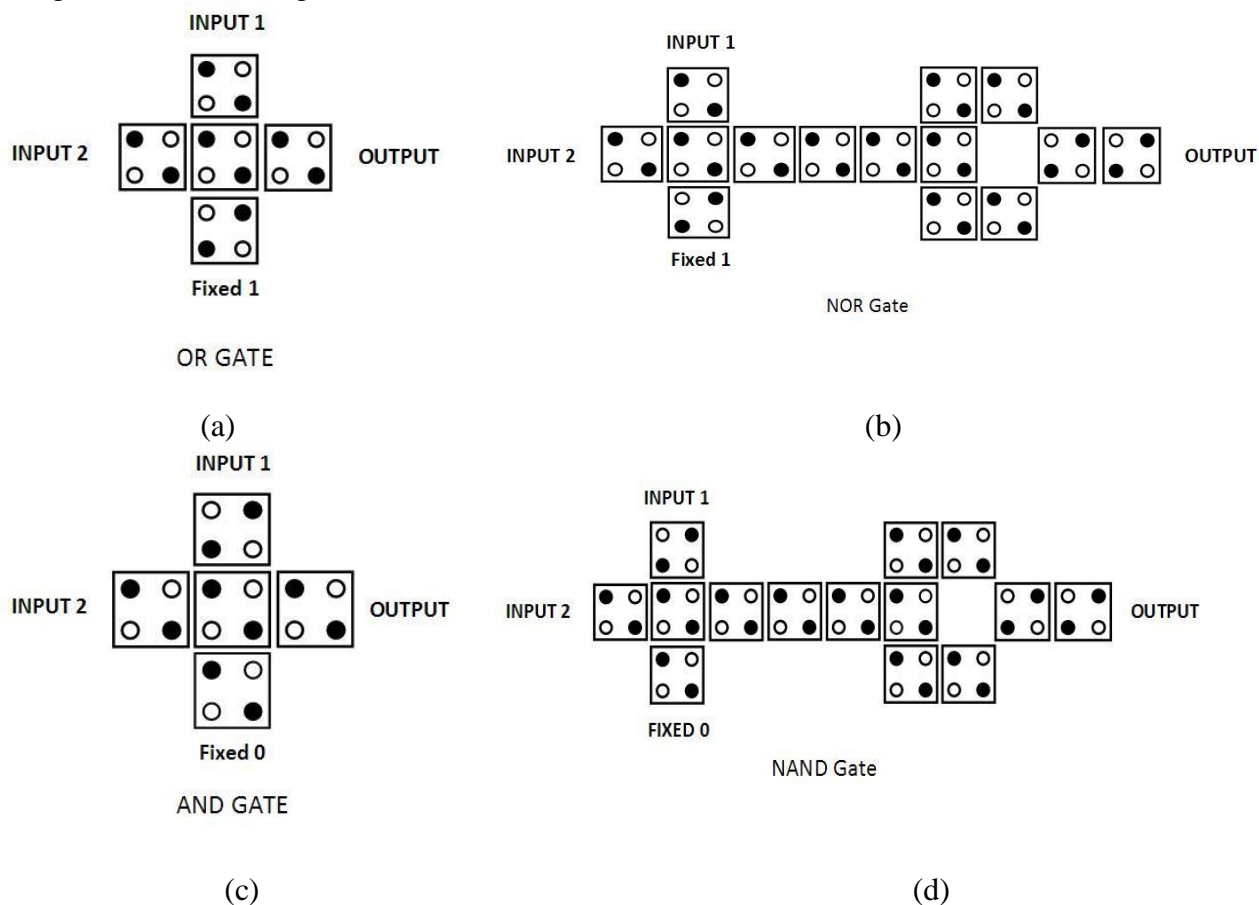 INPUT 1
INPUT 2
OUTPUT
Fixed 1
OR GATE
(a)
INPUT 1
INPUT 2
OUTPUT
Fixed 1
NOR Gate
(b)
INPUT 1
INPUT 2
OUTPUT
Fixed 0
AND GATE
(c)
INPUT 1
INPUT 2
OUTPUT
FIXED 0
NAND Gate
(d)